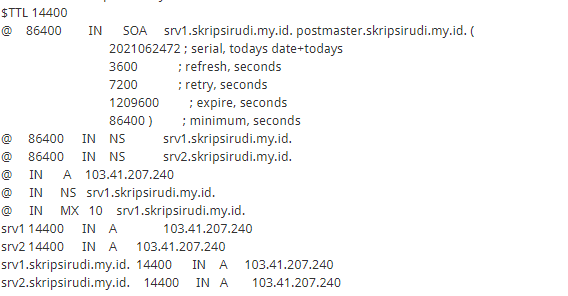 $TTL 14400
@ 86400 IN SOA srv1.skripsirudi.my.id. postmaster.skripsirudi.my.id. (
2021062472 ; serial, todays date+todays
3600 ; refresh, seconds
7200 ; retry, seconds
1209600 ; expire, seconds
86400 ) ; minimum, seconds
@ 86400 IN NS srv1.skripsirudi.my.id.
@ 86400 IN NS srv2.skripsirudi.my.id.
@ IN A 103.41.207.240
@ IN NS srv1.skripsirudi.my.id.
@ IN MX 10 srv1.skripsirudi.my.id.
srv1 14400 IN A 103.41.207.240
srv2 14400 IN A 103.41.207.240
srv1.skripsirudi.my.id. 14400 IN A 103.41.207.240
srv2.skripsirudi.my.id. 14400 IN A 103.41.207.240